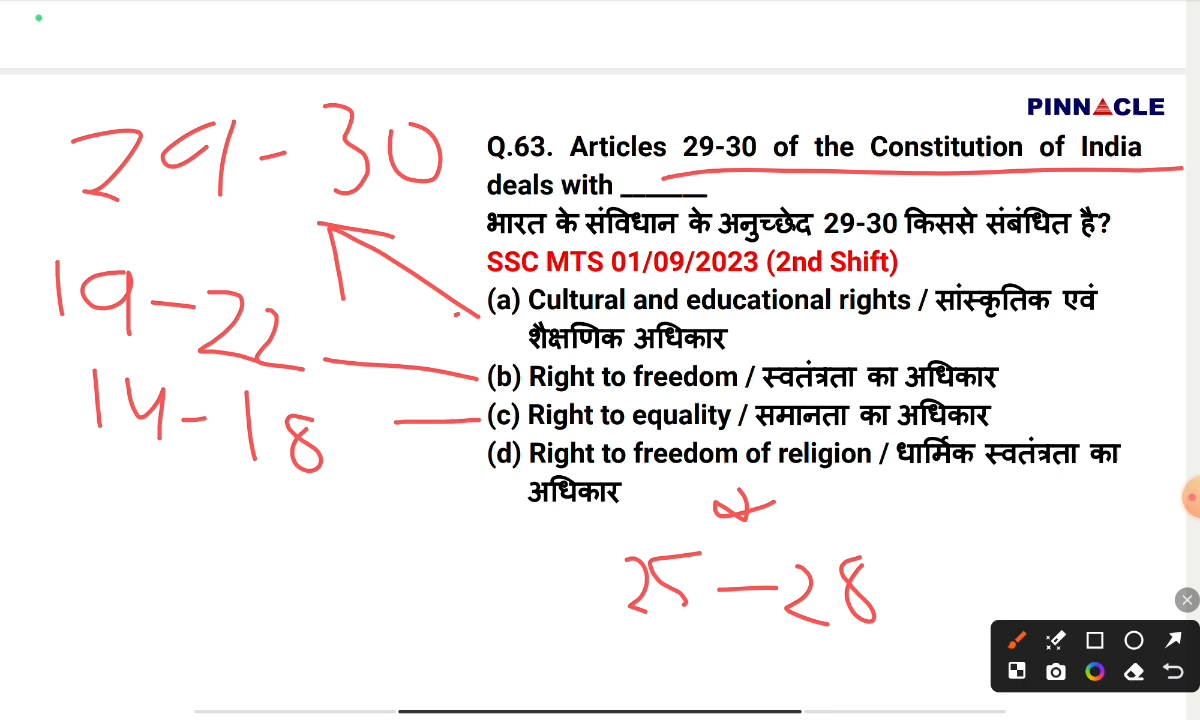 PINNACLE
29-30
19-22
14-18
Q.63. Articles 29-30 of the Constitution of India
deals with _______
भारत के संविधान के अनुच्छेद 29-30 किससे संबंधित है?
SSC MTS 01/09/2023 (2nd Shift)
(a) Cultural and educational rights / सांस्कृतिक एवं
शैक्षणिक अधिकार
(b) Right to freedom / स्वतंत्रता का अधिकार
(c) Right to equality / समानता का अधिकार
(d) Right to freedom of religion / धार्मिक स्वतंत्रता का
अधिकार
25-28